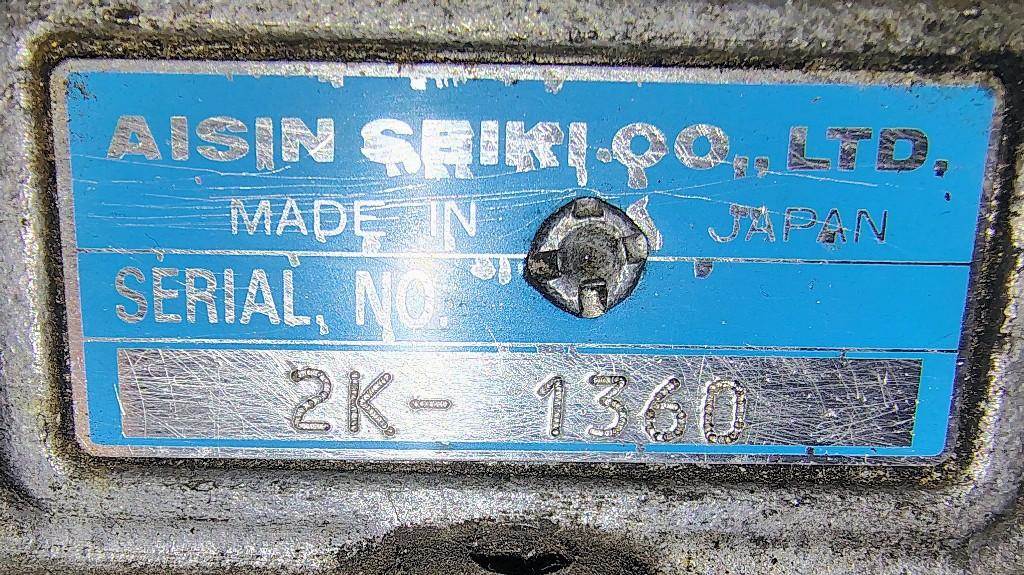 AISIN SEIKI.CO., LTD.
MADE IN JAPAN
SERIAL, NO.
2K- 1360